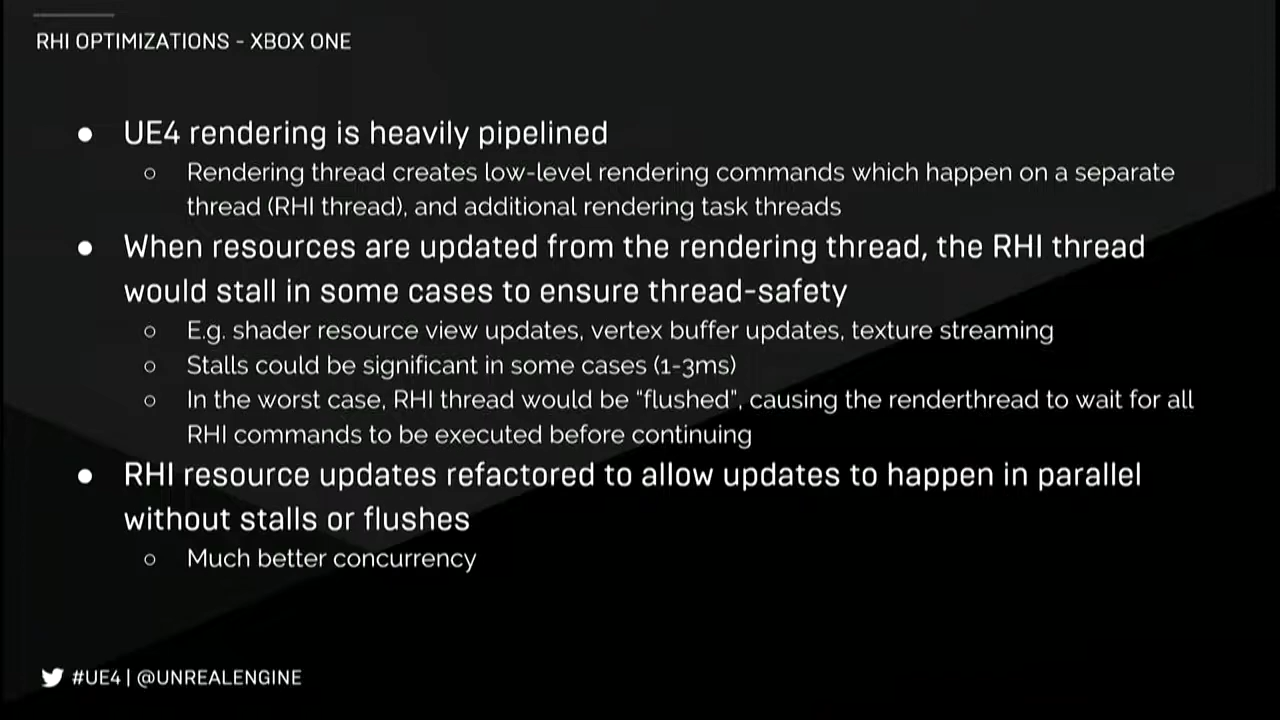 RHI OPTIMIZATIONS - XBOX ONE
● UE4 rendering is heavily pipelined
○ Rendering thread creates low-level rendering commands which happen on a separate
thread (RHI thread), and additional rendering task threads
● When resources are updated from the rendering thread, the RHI thread
would stall in some cases to ensure thread-safety
○ E.g. shader resource view updates, vertex buffer updates, texture streaming
○ Stalls could be significant in some cases (1-3ms)
○ In the worst case, RHI thread would be “flushed”, causing the renderthread to wait for all
RHI commands to be executed before continuing
● RHI resource updates refactored to allow updates to happen in parallel
without stalls or flushes
○ Much better concurrency
#UE4 | @UNREALENGINE